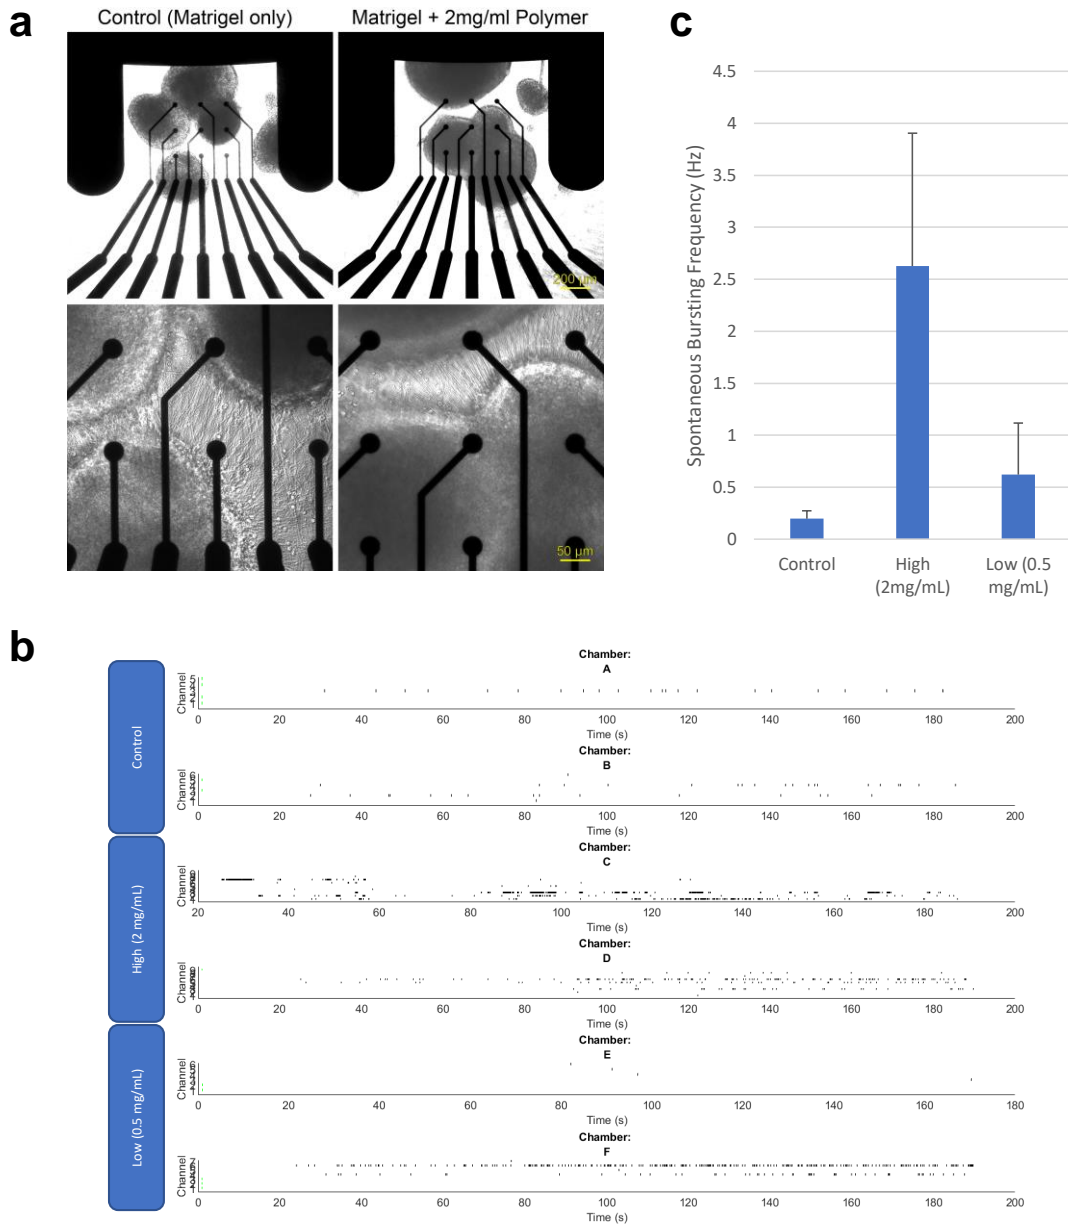 a
Control (Matrigel only)
Matrigel + 2mg/ml Polymer
200 µm
50 µm
c
4.5
4
3.5
3
2.5
2
1.5
1
0.5
0
Spontaneous Bursting Frequency (Hz)
Control
High
(2mg/mL)
Low (0.5
mg/mL)
b
Control
High (2 mg/mL)
Low (0.5 mg/mL)
Chamber:
A
Channel
0 20 40 60 80 100 120 140 160 180 200
Time (s)
Chamber:
B
Channel
0 20 40 60 80 100 120 140 160 180 200
Time (s)
Chamber:
C
Channel
20 40 60 80 100 120 140 160 180 200
Time (s)
Chamber:
D
Channel
0 20 40 60 80 100 120 140 160 180 200
Time (s)
Chamber:
E
Channel
0 20 40 60 80 100 120 140 160 180
Time (s)
Chamber:
F
Channel
0 20 40 60 80 100 120 140 160 180 200
Time (s)